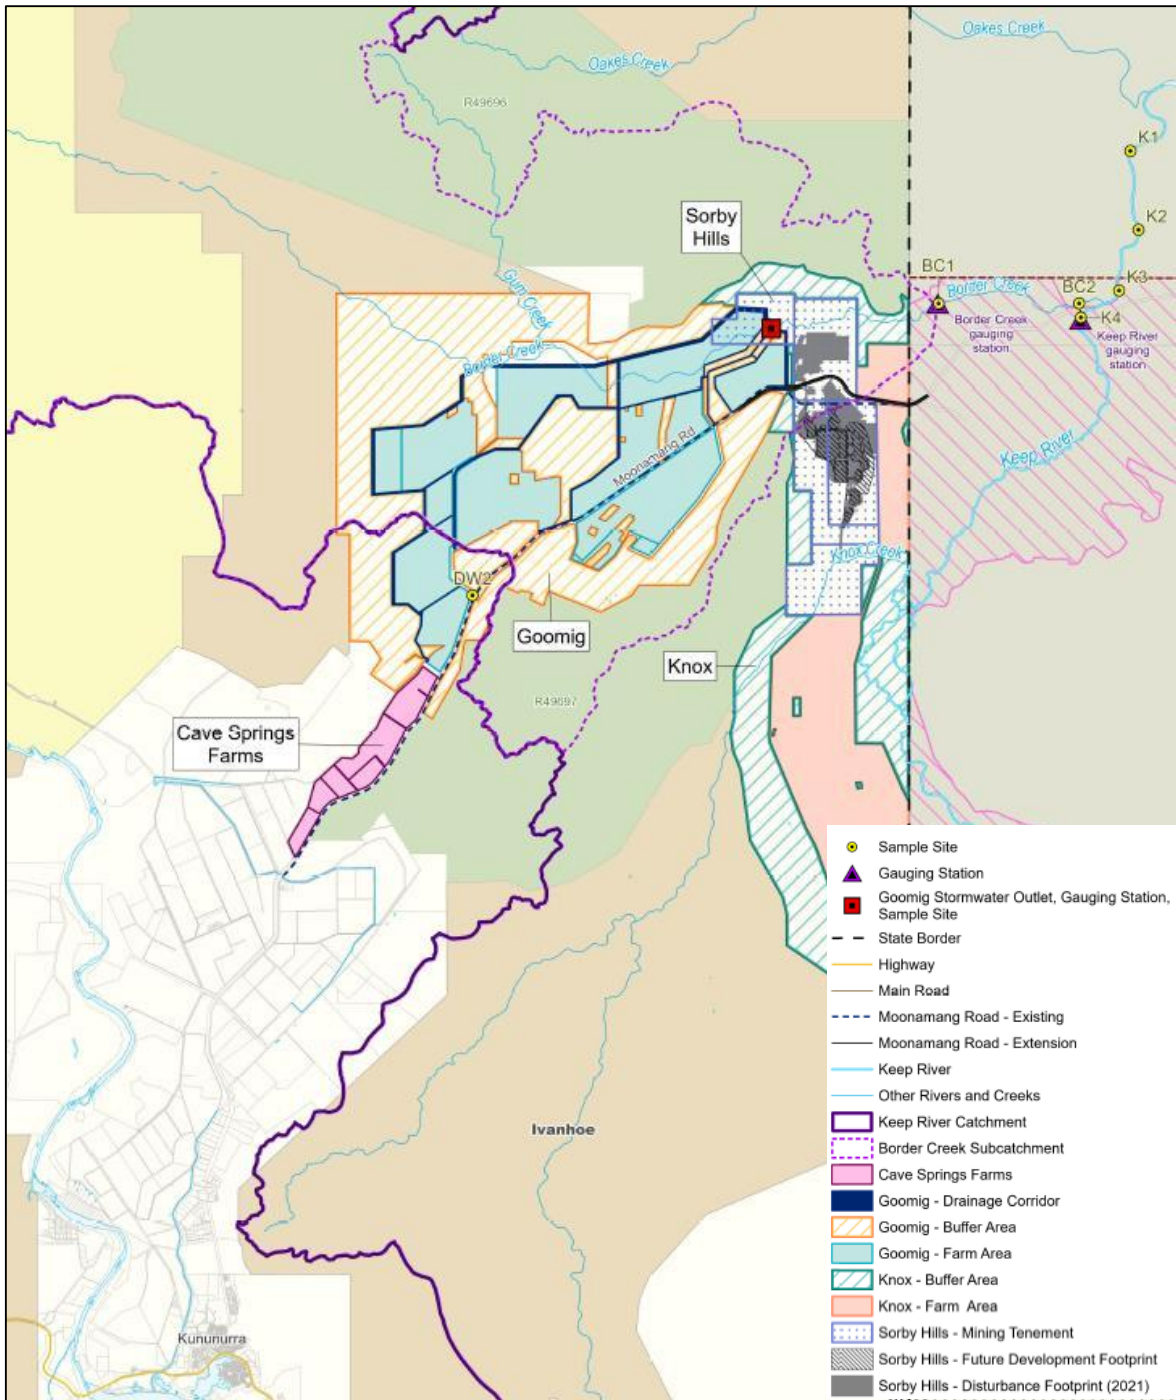 Oakes Creek
Oakes Creek
R49696
K1
Sorby
Hills
K2
BC1
Gum Creek
Border Creek
BC2
K3
K4
Border Creek
gauging
station
Keep River
gauging
station
Border Creek
Moonamang Rd
Keep River
Knox Creek
DW2
Goomig
Knox
R49697
Cave Springs
Farms
Sample Site
Gauging Station
Goomig Stormwater Outlet, Gauging Station,
Sample Site
State Border
Highway
Main Road
Moonamang Road - Existing
Moonamang Road - Extension
Keep River
Other Rivers and Creeks
Keep River Catchment
Border Creek Subcatchment
Cave Springs Farms
Goomig - Drainage Corridor
Goomig - Buffer Area
Goomig - Farm Area
Knox - Buffer Area
Knox - Farm Area
Sorby Hills - Mining Tenement
Sorby Hills - Future Development Footprint
Sorby Hills - Disturbance Footprint (2021)
Ivanhoe
Kununurra